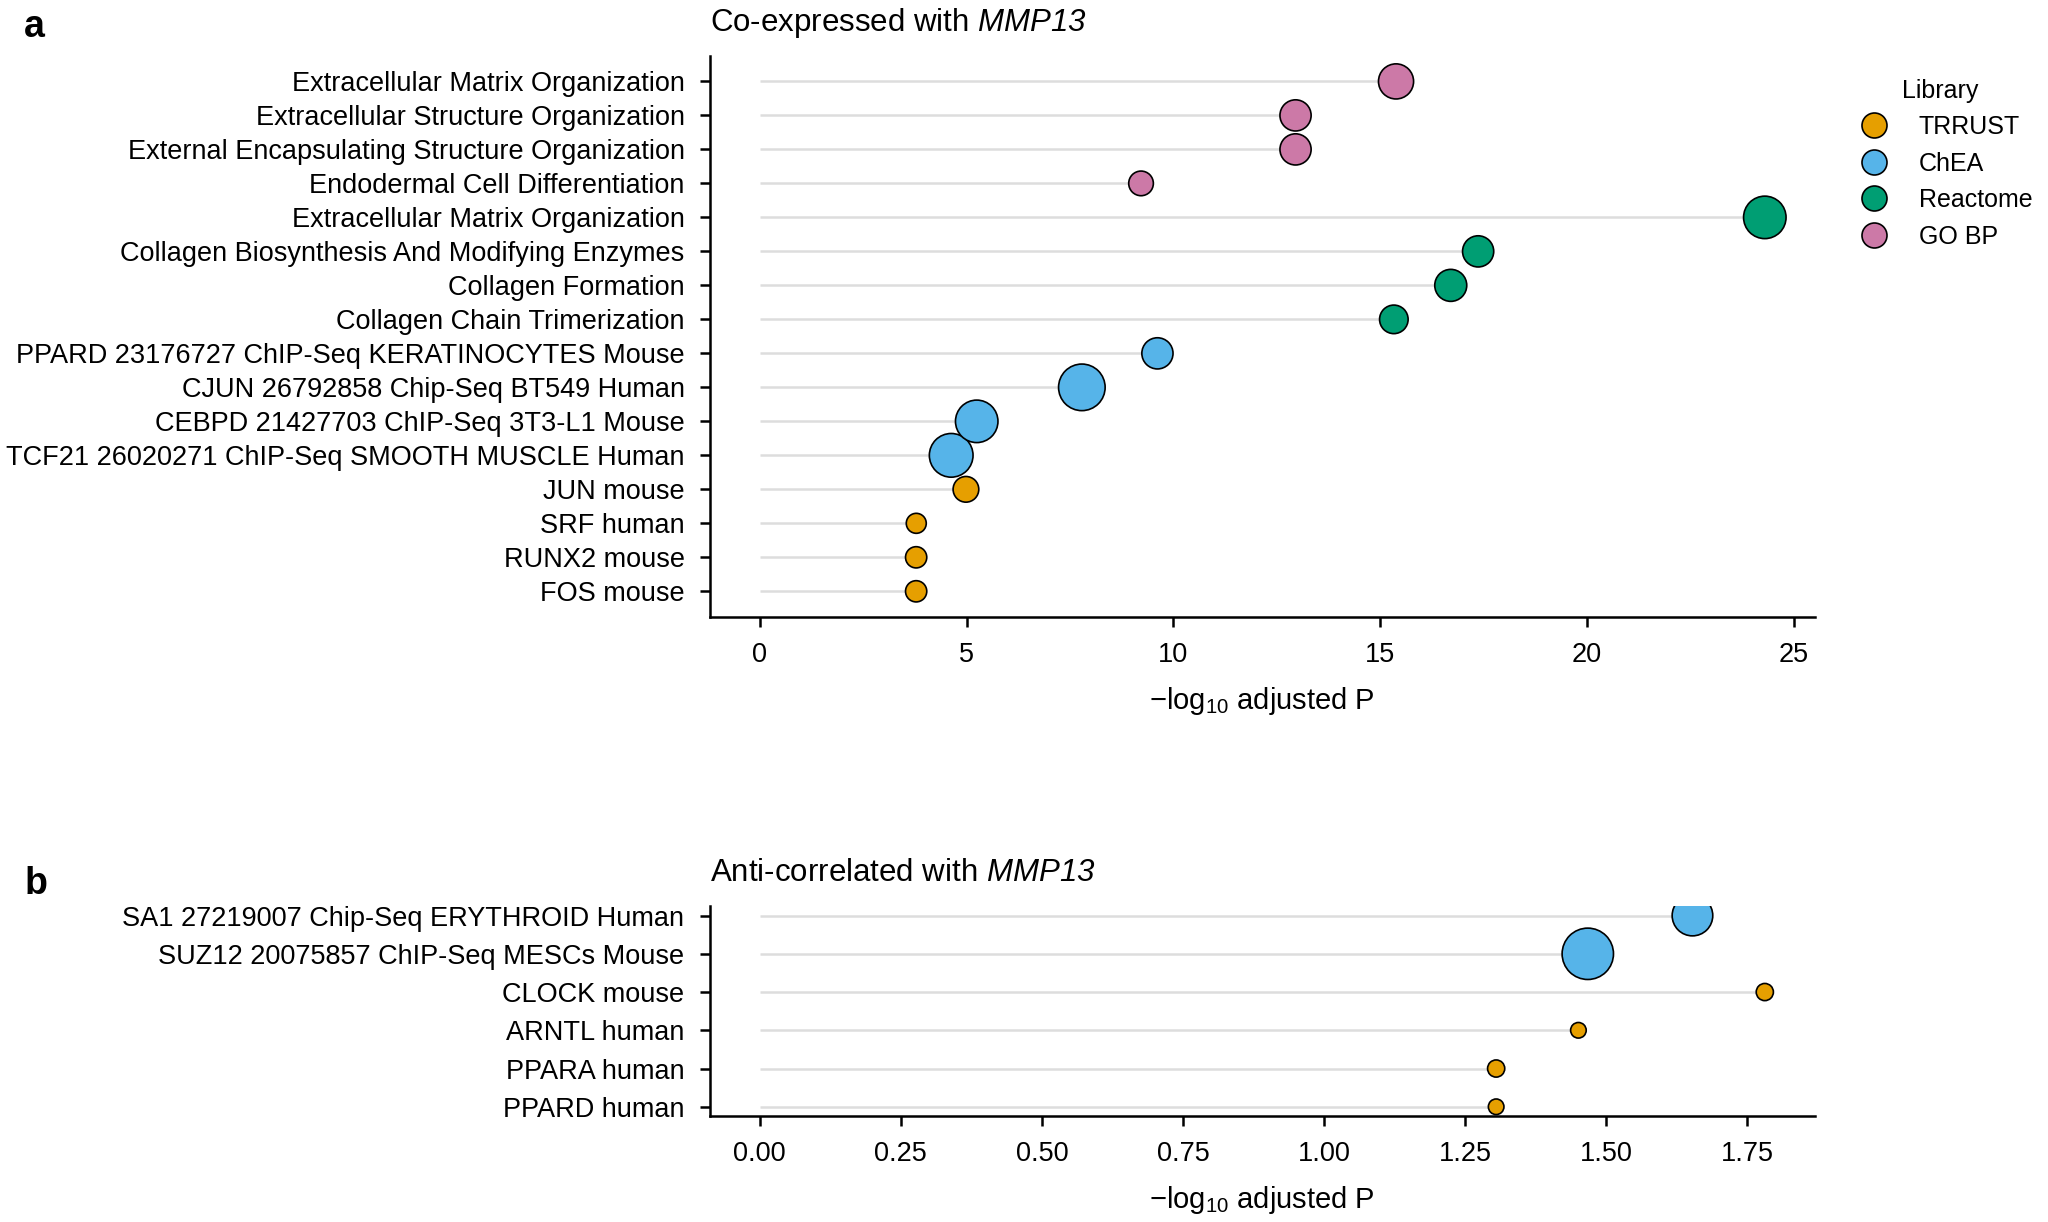 a
Co-expressed with MMP13
Extracellular Matrix Organization
Extracellular Structure Organization
External Encapsulating Structure Organization
Endodermal Cell Differentiation
Extracellular Matrix Organization
Collagen Biosynthesis And Modifying Enzymes
Collagen Formation
Collagen Chain Trimerization
PPARD 23176727 ChIP-Seq KERATINOCYTES Mouse
CJUN 26792858 Chip-Seq BT549 Human
CEBPD 21427703 ChIP-Seq 3T3-L1 Mouse
TCF21 26020271 ChIP-Seq SMOOTH MUSCLE Human
JUN mouse
SRF human
RUNX2 mouse
FOS mouse
0 5 10 15 20 25
−log10 adjusted P
Library
TRRUST
ChEA
Reactome
GO BP
b
Anti-correlated with MMP13
SA1 27219007 Chip-Seq ERYTHROID Human
SUZ12 20075857 ChIP-Seq MESCs Mouse
CLOCK mouse
ARNTL human
PPARA human
PPARD human
0.00 0.25 0.50 0.75 1.00 1.25 1.50 1.75
−log10 adjusted P